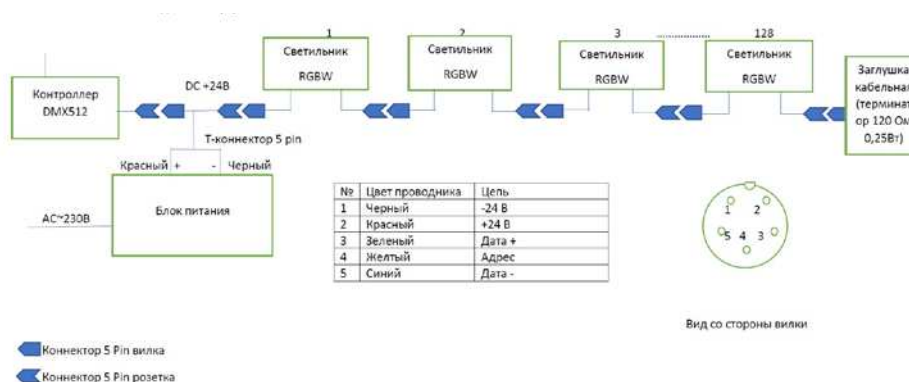 1
2
3 ...................
128
Светильник
RGBW
Светильник
RGBW
Светильник
RGBW
Светильник
RGBW
Контроллер
DMX512
DC +24В
Заглушка
кабельная
(терминат
ор 120 Ом
0,25Вт)
Т-коннектор 5 pin
Красный +
- Черный
Блок питания
AC~230В
№ Цвет проводника Цепь
1 Черный -24 В
2 Красный +24 В
3 Зеленый Дата +
4 Желтый Адрес
5 Синий Дата -
1 2
5 4 3
Вид со стороны вилки
Коннектор 5 Pin вилка
Коннектор 5 Pin розетка